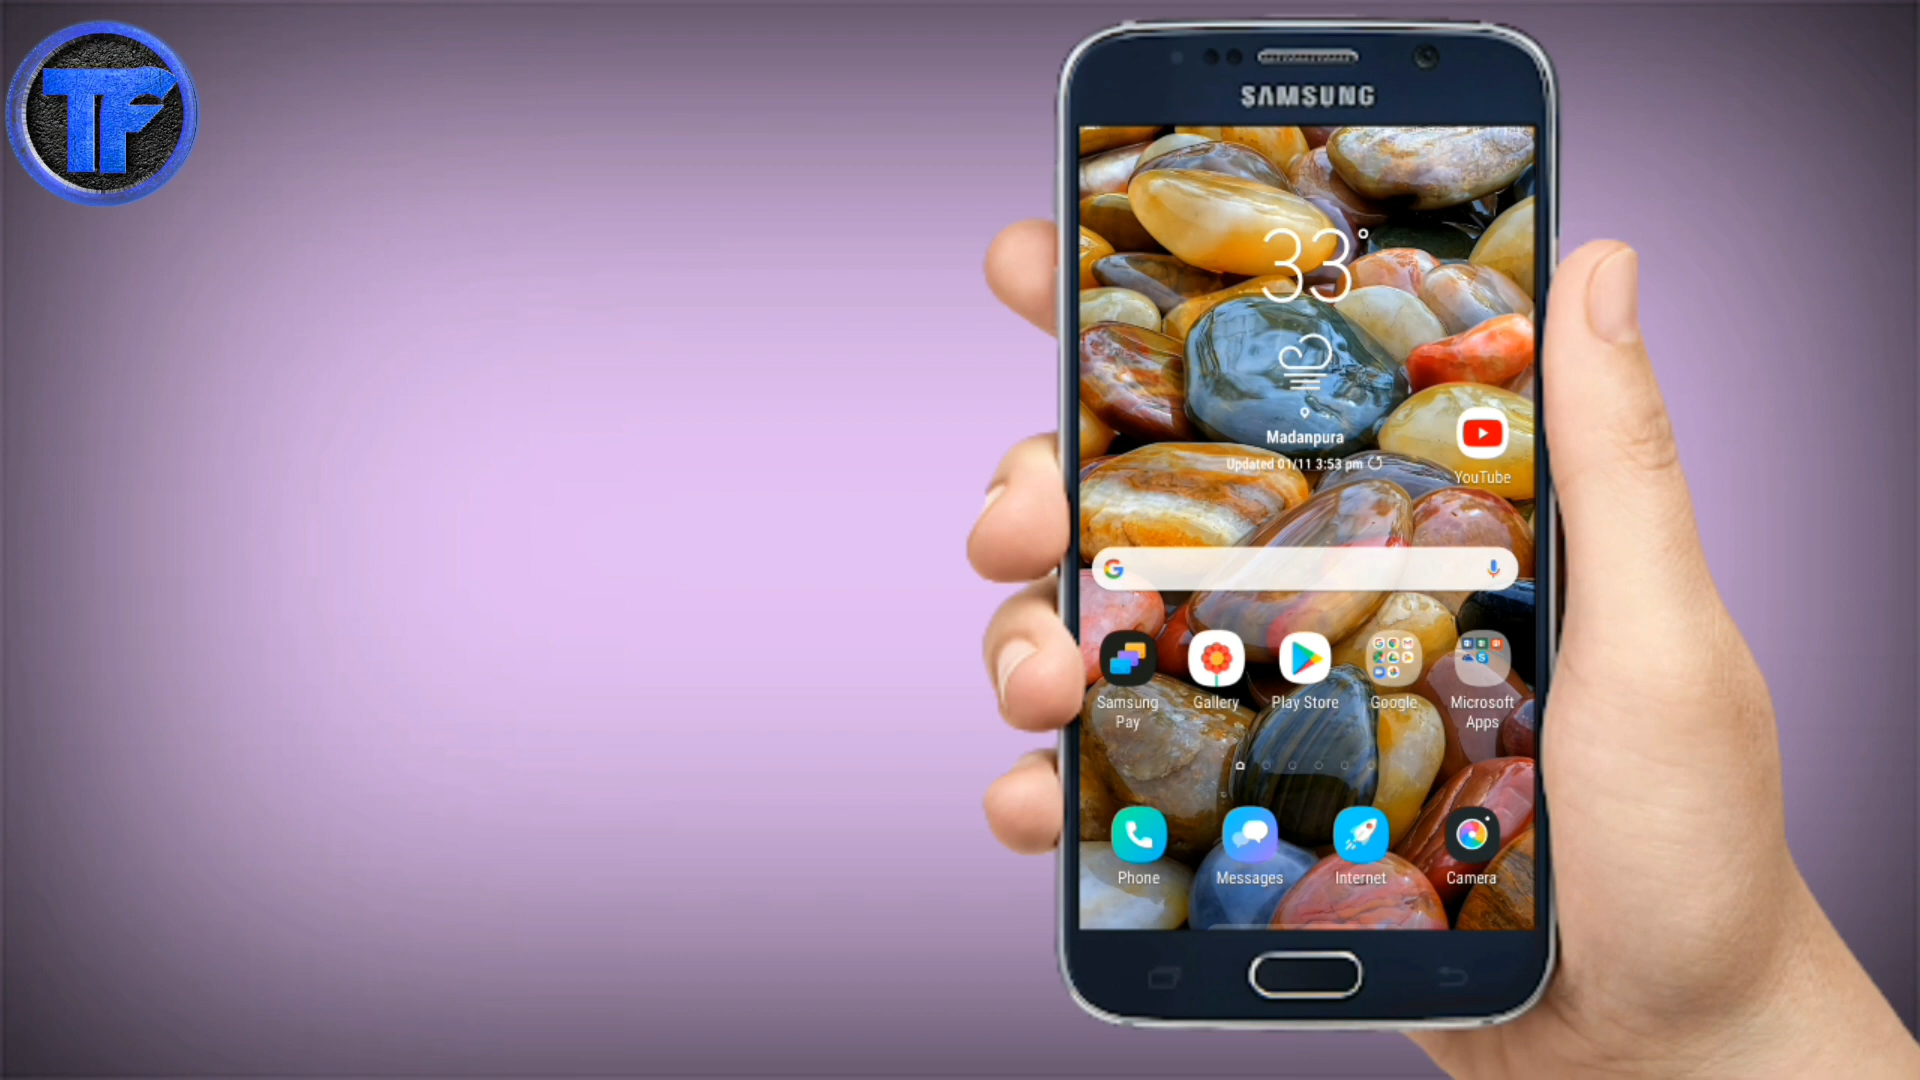 TF
SAMSUNG
33°
Madanpura
Updated 01/11 3:53 pm
YouTube
Samsung Pay
Gallery
Play Store
Google
Microsoft Apps
Phone
Messages
Internet
Camera